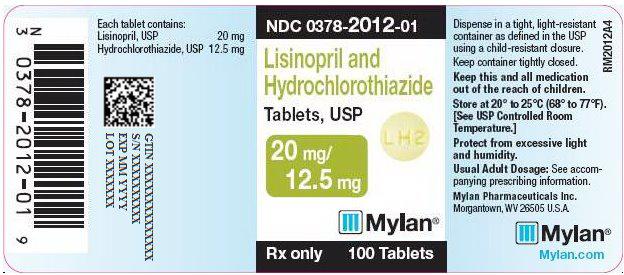 N
3 0378-2012-01 9
Each tablet contains:
Lisinopril, USP 20 mg
Hydrochlorothiazide, USP 12.5 mg
GTIN XXXXXXXXXXXXXX
S/N XXXXXXXXX
EXP MM YYYY
LOT XXXXXX
NDC 0378-2012-01
Lisinopril and
Hydrochlorothiazide
Tablets, USP
LH2
20 mg/
12.5 mg
Mylan®
Rx only 100 Tablets
Dispense in a tight, light-resistant
container as defined in the USP
using a child-resistant closure.
Keep container tightly closed.
Keep this and all medication
out of the reach of children.
Store at 20° to 25°C (68° to 77°F).
[See USP Controlled Room
Temperature.]
Protect from excessive light
and humidity.
Usual Adult Dosage: See accom-
panying prescribing information.
Mylan Pharmaceuticals Inc.
Morgantown, WV 26505 U.S.A.
Mylan®
Mylan.com
RM2012A4